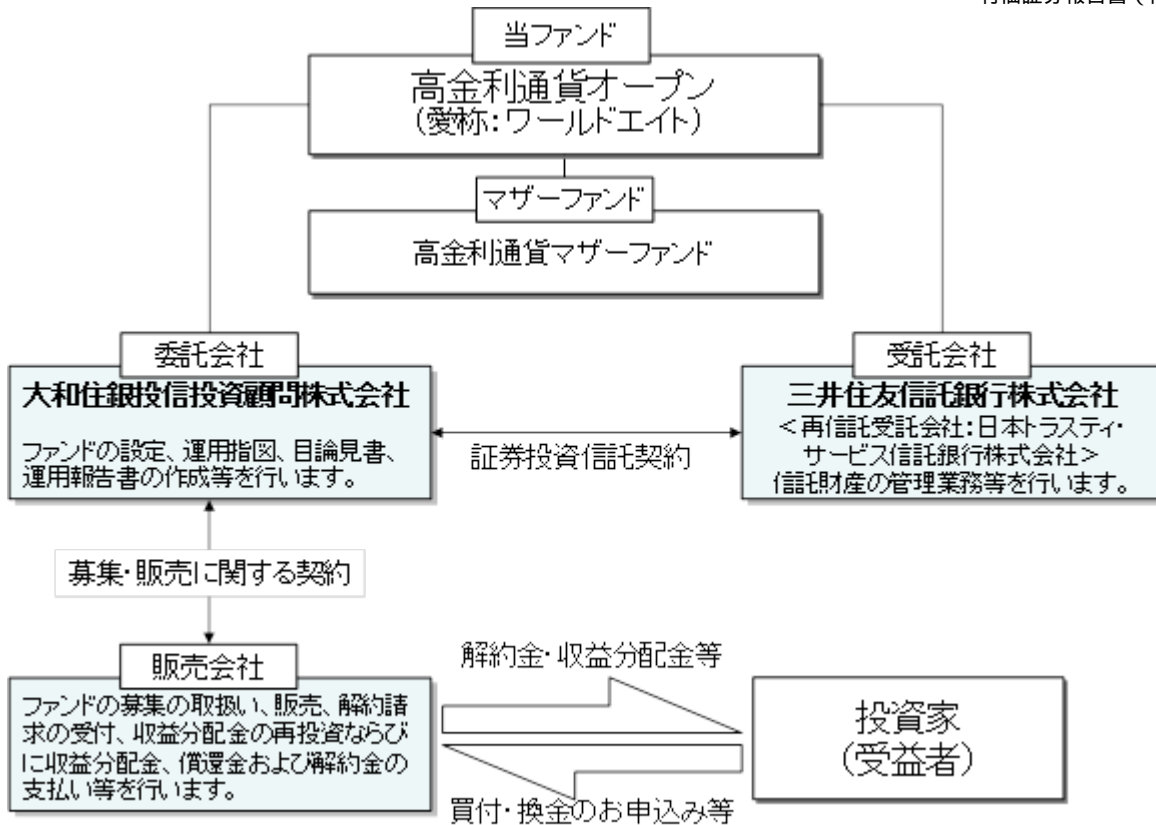 当ファンド
高金利通貨オープン
(愛称:ワールドエイト)
マザーファンド
高金利通貨マザーファンド
委託会社
大和住銀投信投資顧問株式会社
ファンドの設定、運用指図、目論見書、
運用報告書の作成等を行います。
証券投資信託契約
受託会社
三井住友信託銀行株式会社
<再信託受託会社:日本トラスティ・
サービス信託銀行株式会社>
信託財産の管理業務等を行います。
募集・販売に関する契約
販売会社
ファンドの募集の取扱い、販売、解約請
求の受付、収益分配金の再投資ならび
に収益分配金、償還金および解約金の
支払い等を行います。
解約金・収益分配金等
買付・換金のお申込み等
投資家
(受益者)